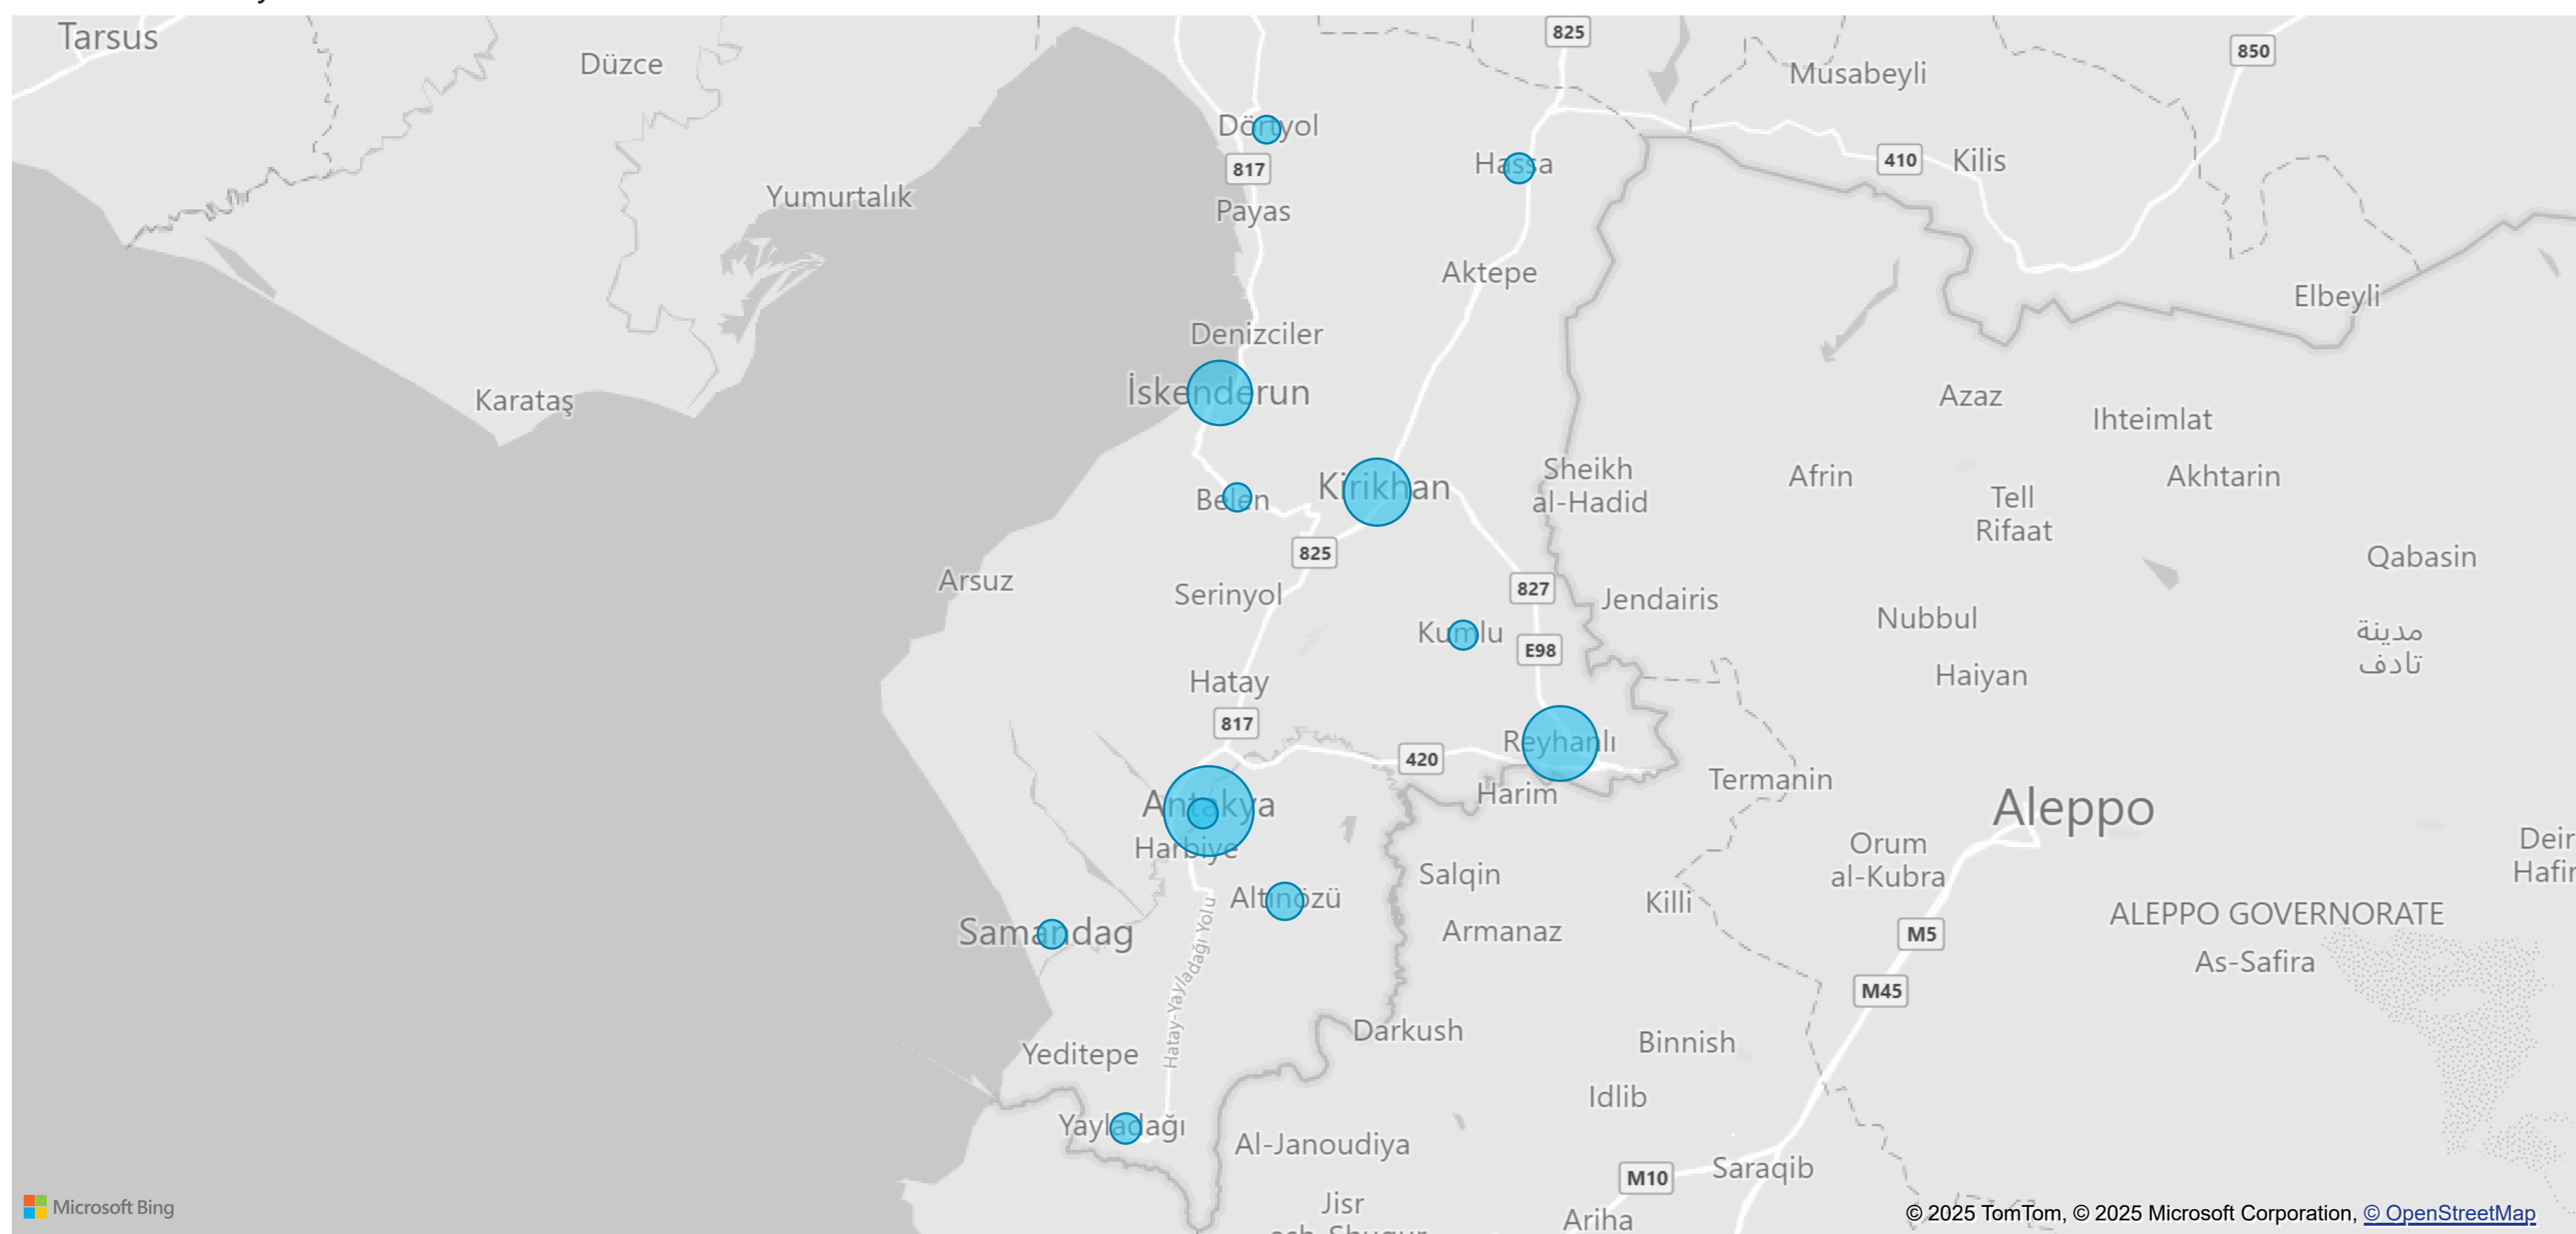 Tarsus
Düzce
825
Musabeyli
850
Dörtyol
817
Hassa
410
Kilis
Yumurtalık
Payas
Aktepe
Elbeyli
Denizciler
İskenderun
Karataş
Azaz
Ihteimlat
Kirikhan
Sheikh
al-Hadid
Afrin
Akhtarin
Belen
Tell
Rifaat
825
Qabasin
Arsuz
Serinyol
827
Jendairis
Nubbul
Kumlu
E98
مدينة
تادف
Hatay
Haiyan
817
Reyhanlı
420
Termanin
Harim
Antakya
Aleppo
Harbiye
Orum
al-Kubra
Deir
Hafir
Salqin
Altınözü
Killi
ALEPPO GOVERNORATE
Samandag
Armanaz
M5
As-Safira
M45
Hatay-Yayladağı Yolu
Darkush
Yeditepe
Binnish
Idlib
Yayladağı
Al-Janoudiya
M10
Saraqib
Jisr
Ariha
Microsoft Bing
© 2025 TomTom, © 2025 Microsoft Corporation, © OpenStreetMap